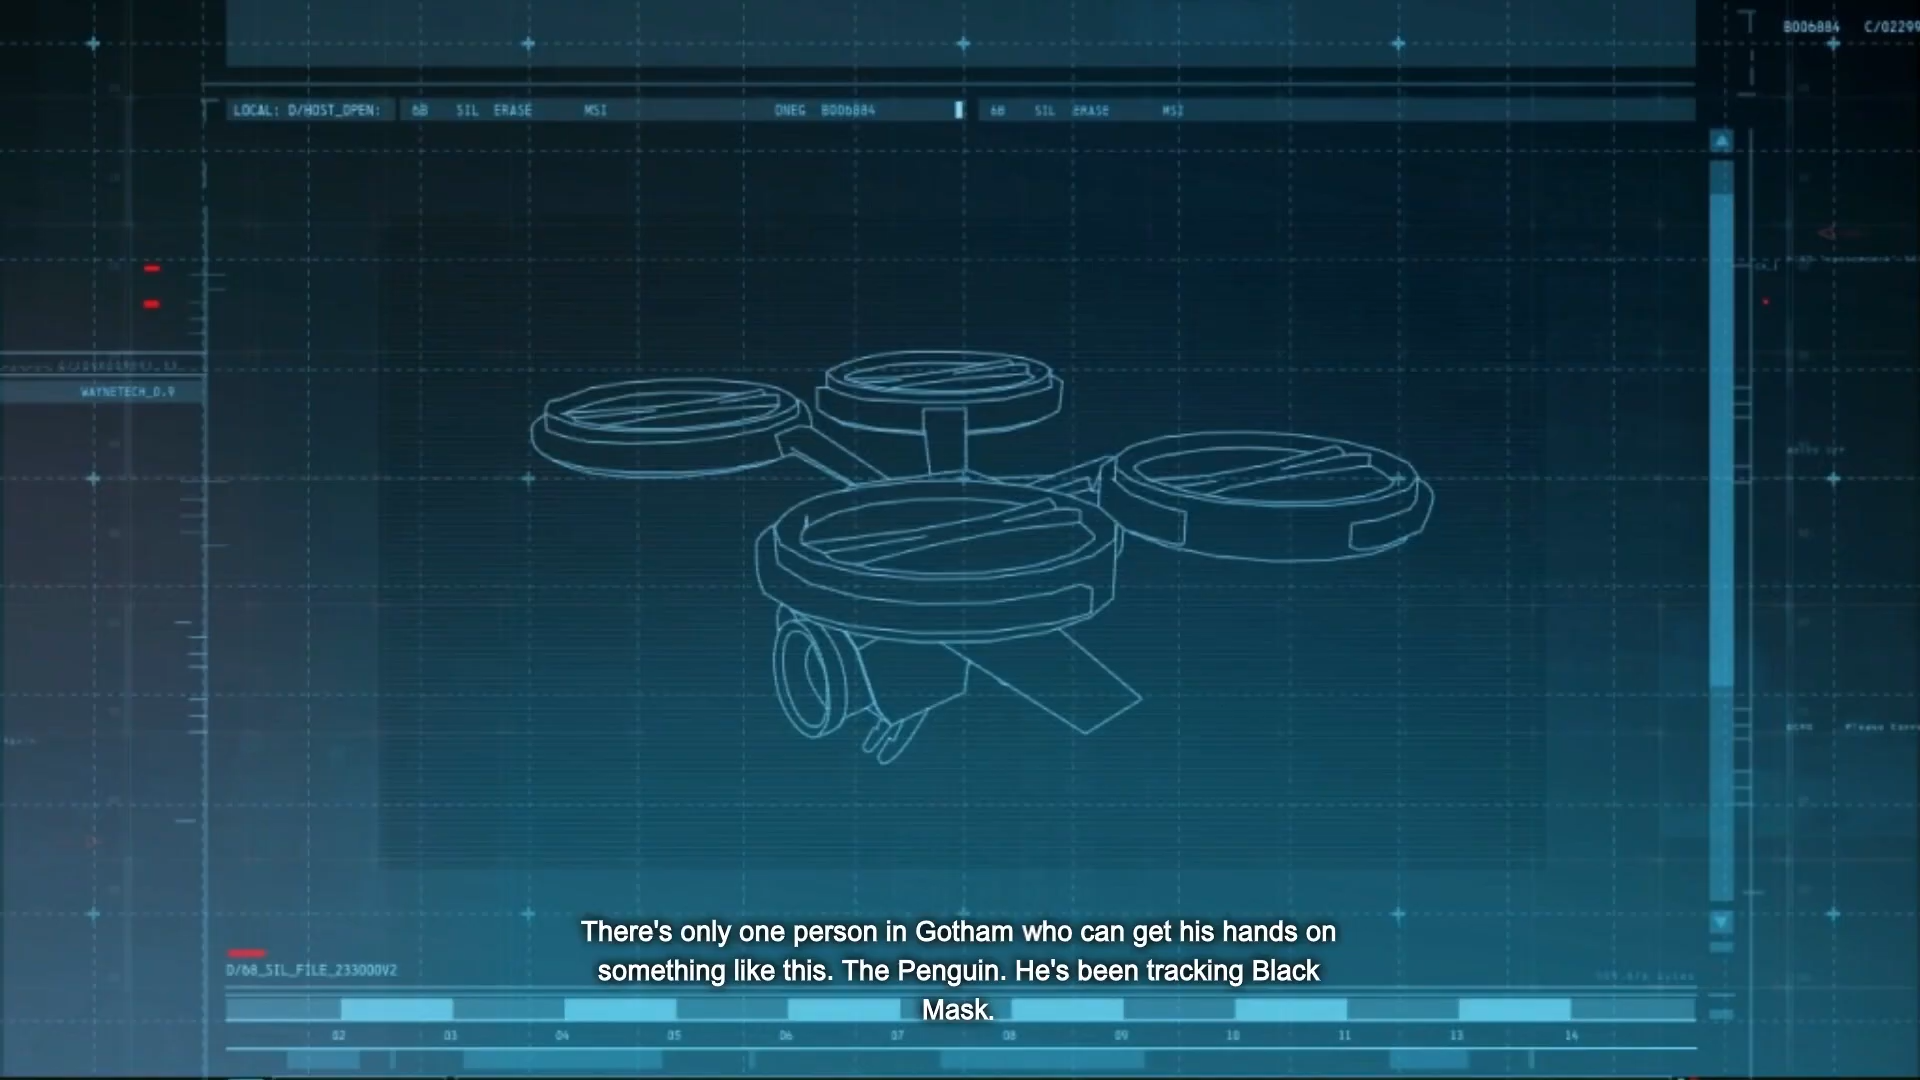 B006884 C/02299
LOCAL: D/HOST_OPEN: 6B SIL ERASE MSI ONEG B006884 6B SIL ERASE MSI
WAYNETECH_0.9
There's only one person in Gotham who can get his hands on
something like this. The Penguin. He's been tracking Black
Mask.
D/68_SIL_FILE_233000V2
02 03 04 05 06 07 08 09 10 11 13 14